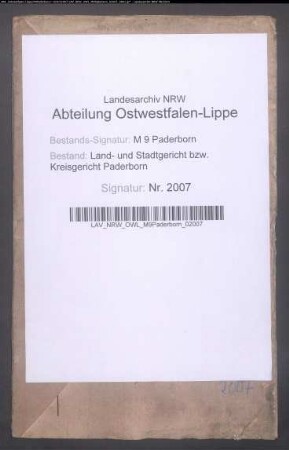 Landesarchiv NRW
Abteilung Ostwestfalen-Lippe
Bestands-Signatur: M 9 Paderborn
Bestand: Land- und Stadtgericht bzw.
Kreisgericht Paderborn
Signatur: Nr. 2007
LAV_NRW_OWL_M9Paderborn_02007